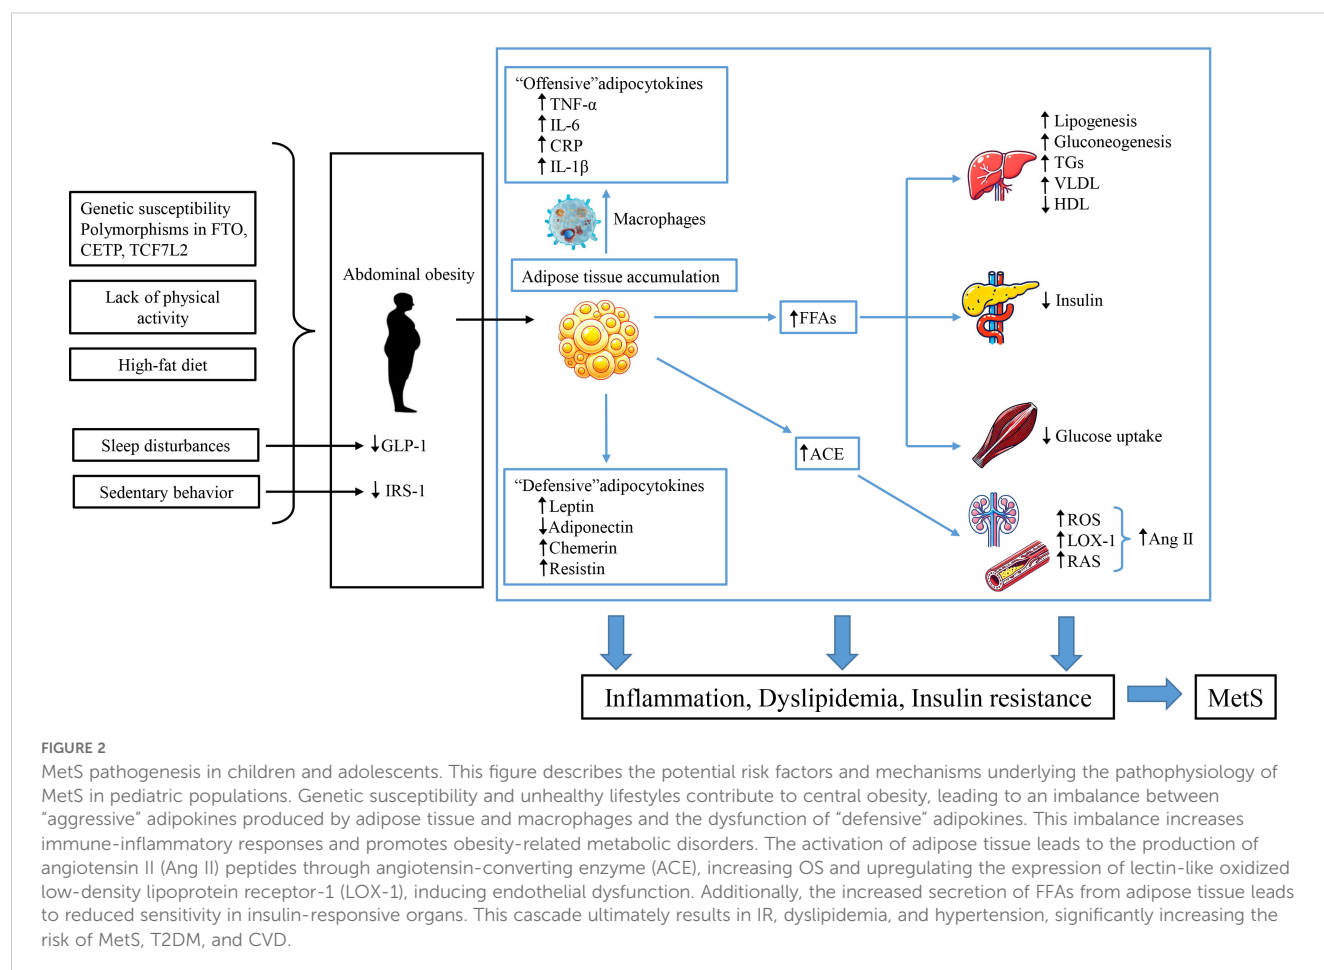 Genetic susceptibility
Polymorphisms in FTO,
CETP, TCF7L2
Lack of physical
activity
High-fat diet
Sleep disturbances
Sedentary behavior
Abdominal obesity
↓GLP-1
↓ IRS-1
“Offensive”adipocytokines
↑TNF-α
↑IL-6
↑CRP
↑IL-1β
Macrophages
Adipose tissue accumulation
“Defensive”adipocytokines
↑Leptin
↓Adiponectin
↑Chemerin
↑Resistin
↑FFAs
↑ACE
↑Lipogenesis
↑Gluconeogenesis
↑TGs
↑VLDL
↓HDL
↓Insulin
↓Glucose uptake
↑ROS
↑LOX-1
↑RAS
↑Ang II
Inflammation, Dyslipidemia, Insulin resistance
MetS
FIGURE 2
MetS pathogenesis in children and adolescents. This figure describes the potential risk factors and mechanisms underlying the pathophysiology of
MetS in pediatric populations. Genetic susceptibility and unhealthy lifestyles contribute to central obesity, leading to an imbalance between
“aggressive” adipokines produced by adipose tissue and macrophages and the dysfunction of “defensive” adipokines. This imbalance increases
immune-inflammatory responses and promotes obesity-related metabolic disorders. The activation of adipose tissue leads to the production of
angiotensin II (Ang II) peptides through angiotensin-converting enzyme (ACE), increasing OS and upregulating the expression of lectin-like oxidized
low-density lipoprotein receptor-1 (LOX-1), inducing endothelial dysfunction. Additionally, the increased secretion of FFAs from adipose tissue leads
to reduced sensitivity in insulin-responsive organs. This cascade ultimately results in IR, dyslipidemia, and hypertension, significantly increasing the
risk of MetS, T2DM, and CVD.